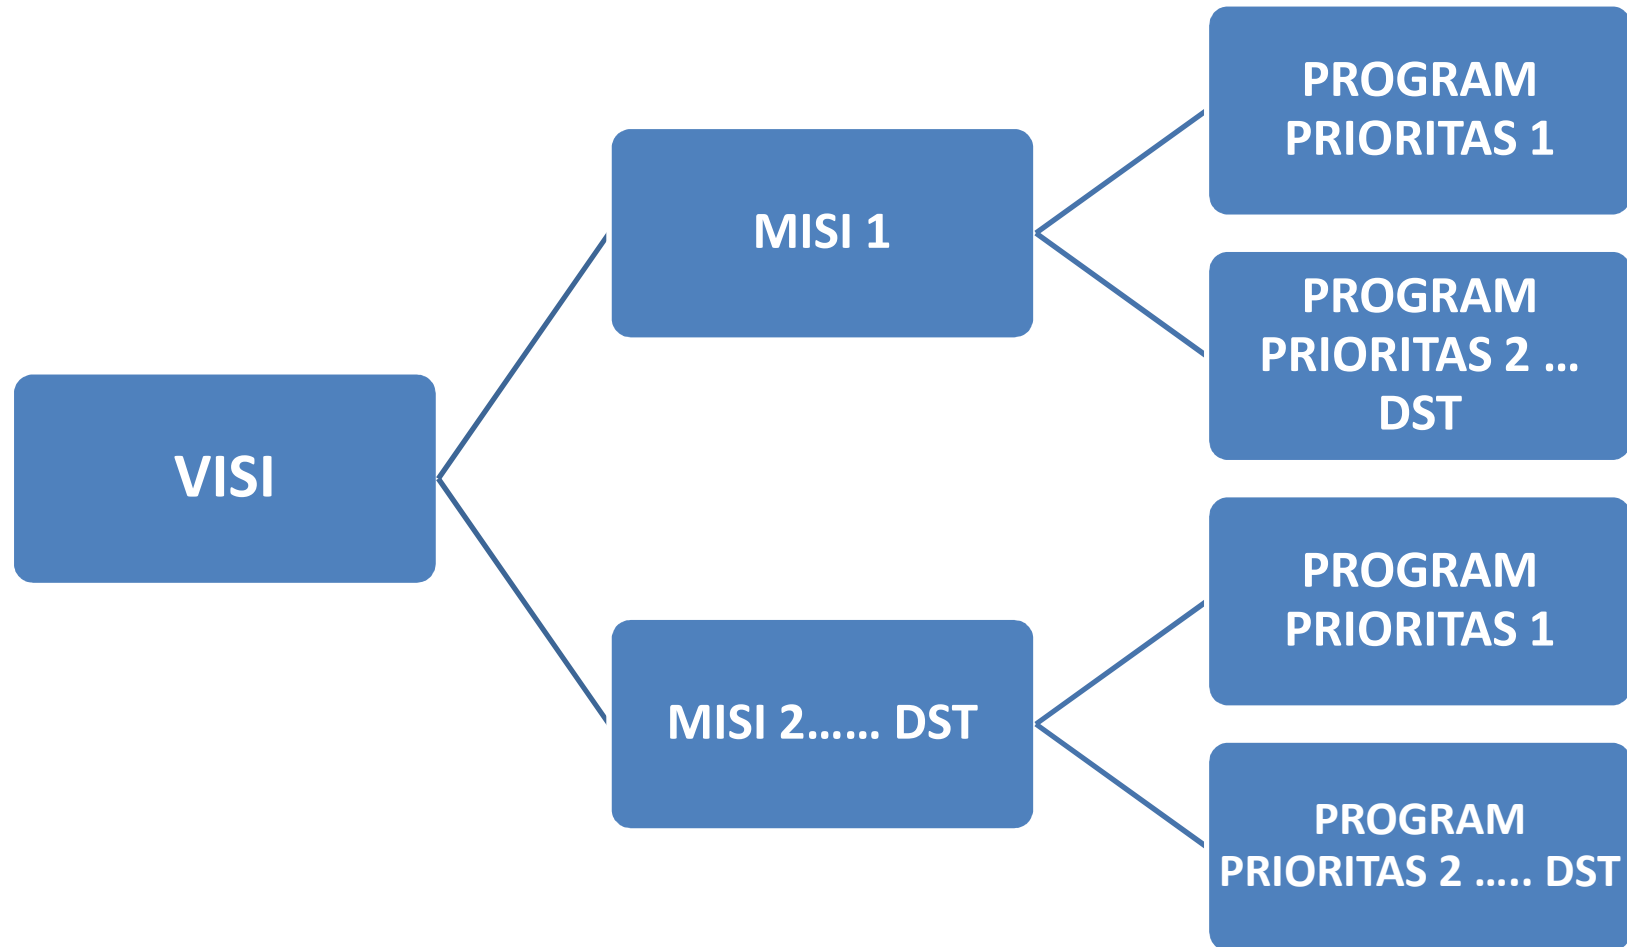 VISI
MISI 1
PROGRAM
PRIORITAS 1
PROGRAM
PRIORITAS 2 ...
DST
MISI 2...... DST
PROGRAM
PRIORITAS 1
PROGRAM
PRIORITAS 2 ..... DST